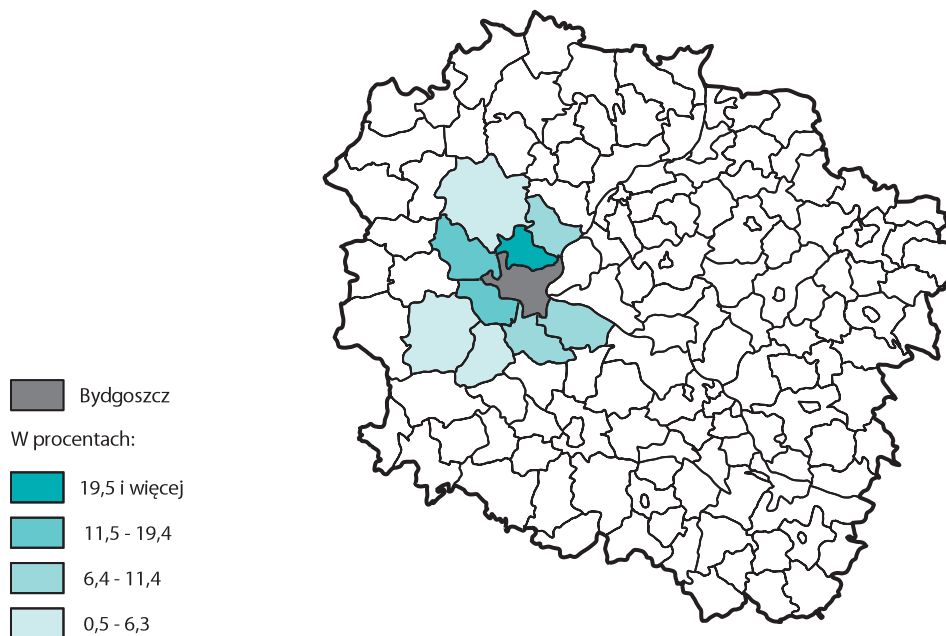 Bydgoszcz
W procentach:
19,5 i więcej
11,5 - 19,4
6,4 - 11,4
0,5 - 6,3